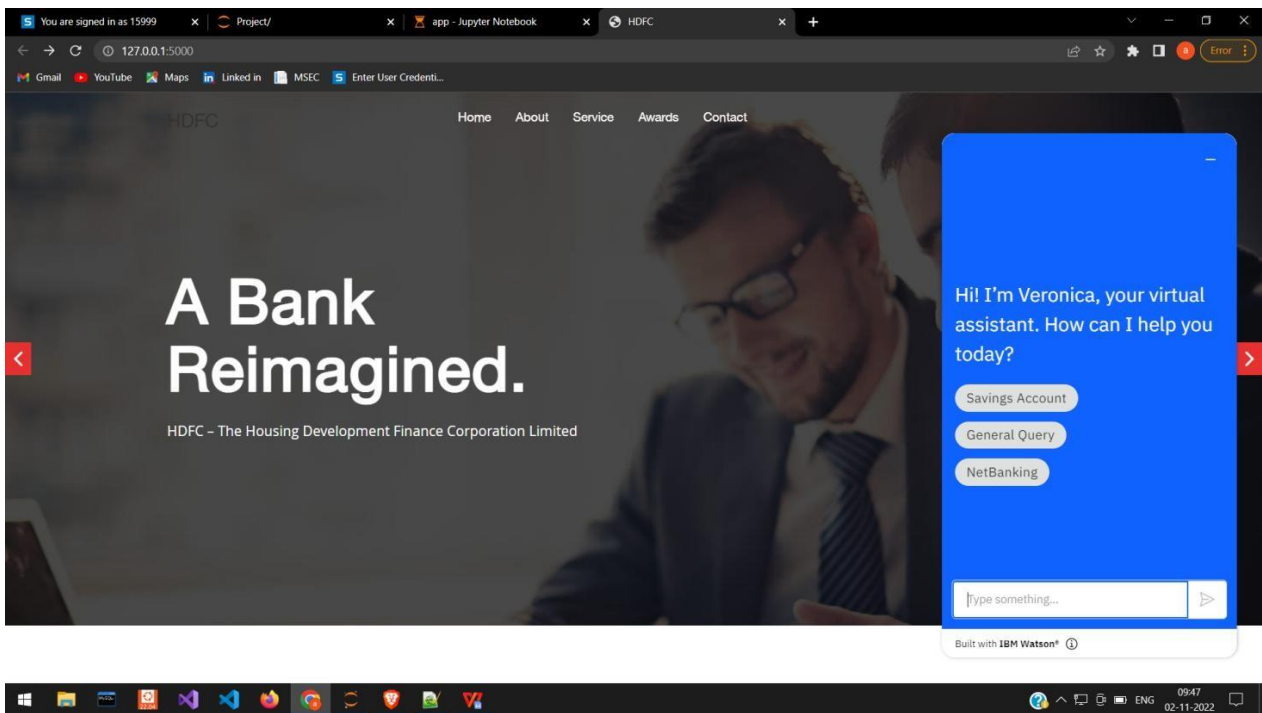 You are signed in as 15999
Project/
app - Jupyter Notebook
HDFC
127.0.0.1:5000
Error
Gmail
YouTube
Maps
Linked in
MSEC
Enter User Credenti...
HDFC
Home About Service Awards Contact
A Bank
Reimagined.
HDFC – The Housing Development Finance Corporation Limited
Hi! I'm Veronica, your virtual
assistant. How can I help you
today?
Savings Account
General Query
NetBanking
Type something...
Built with IBM Watson®
22.04
ENG
09:47
02-11-2022